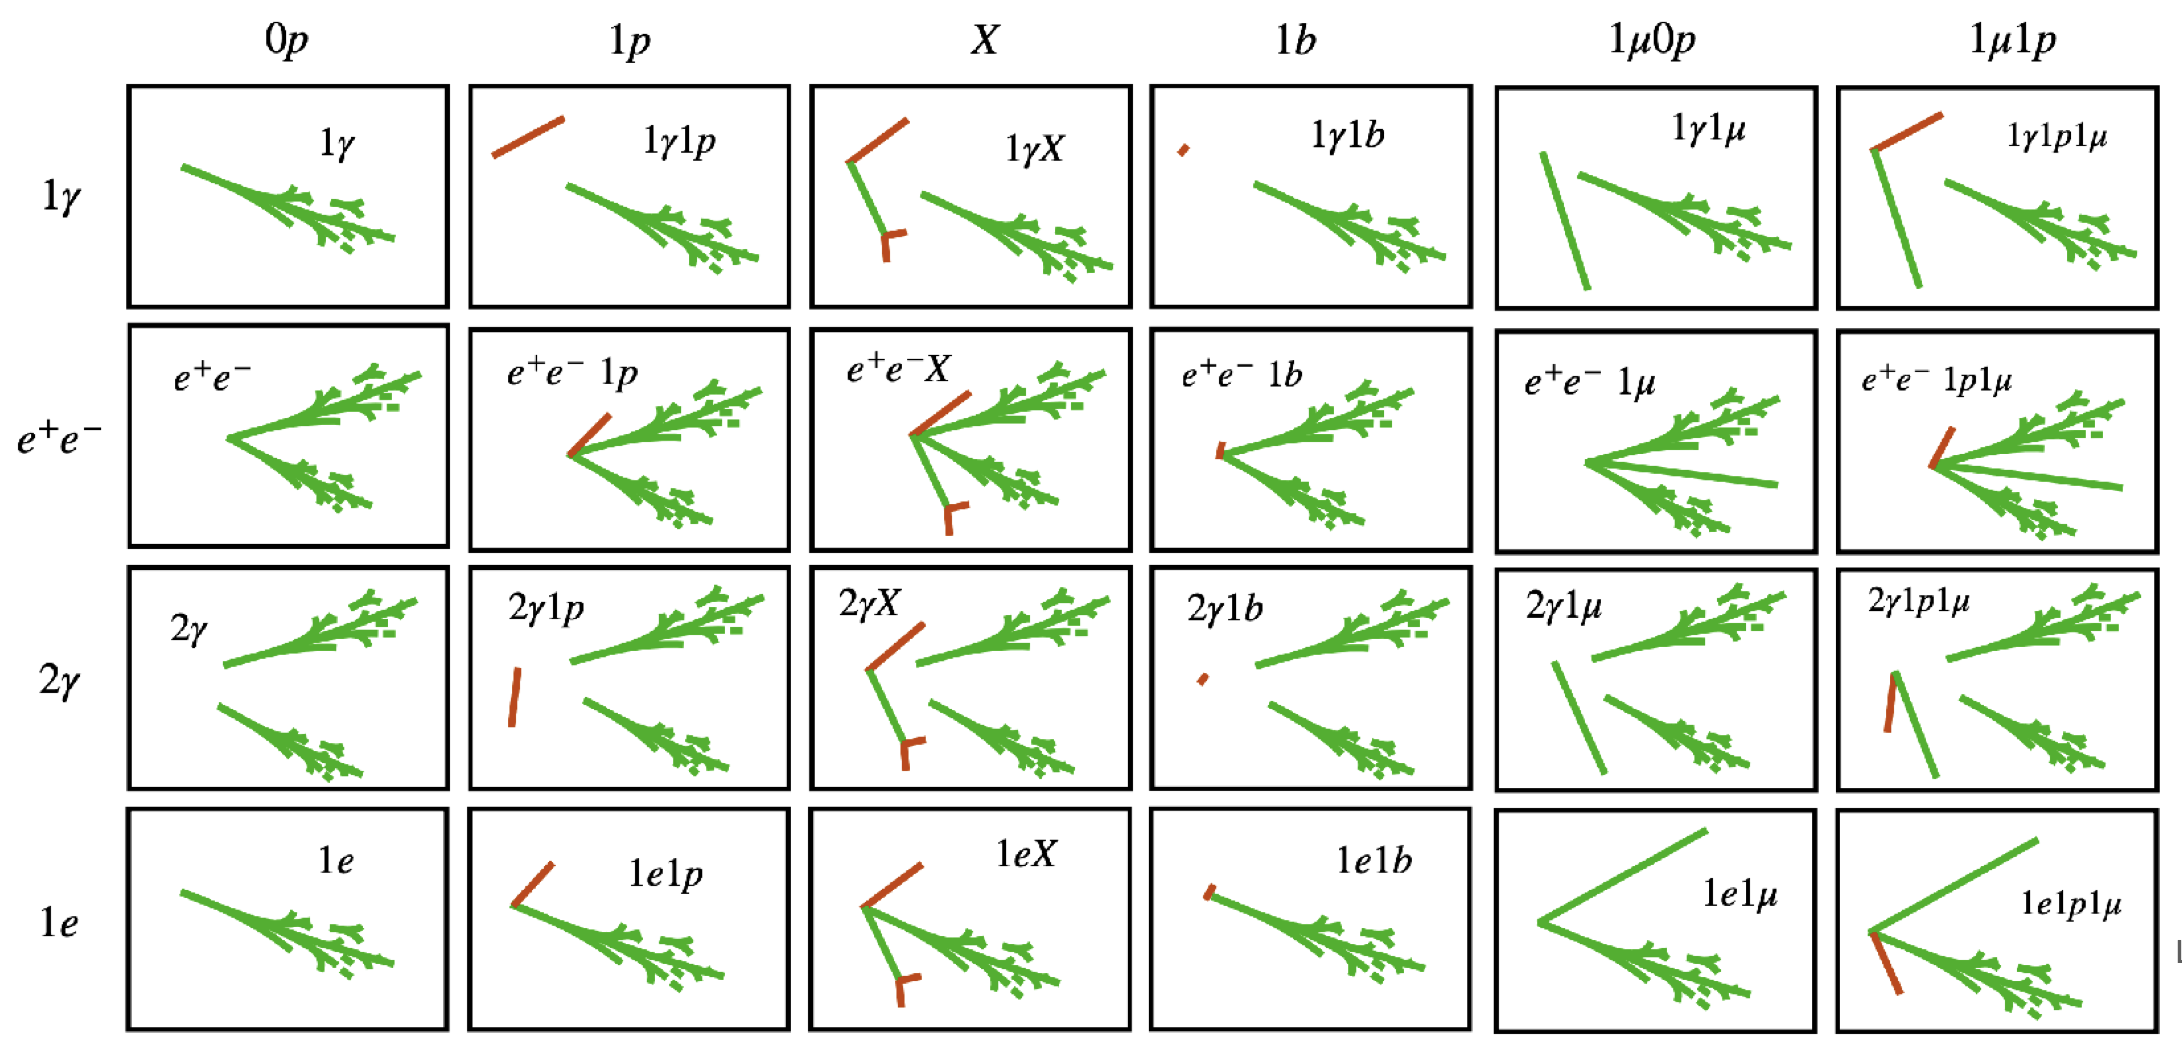 0p 1p X 1b 1μ0p 1μ1p
1γ 1γ 1γ1p 1γX 1γ1b 1γ1μ 1γ1p1μ
e⁺e⁻ e⁺e⁻ e⁺e⁻ 1p e⁺e⁻X e⁺e⁻ 1b e⁺e⁻ 1μ e⁺e⁻ 1p1μ
2γ 2γ 2γ1p 2γX 2γ1b 2γ1μ 2γ1p1μ
1e 1e 1e1p 1eX 1e1b 1e1μ 1e1p1μ